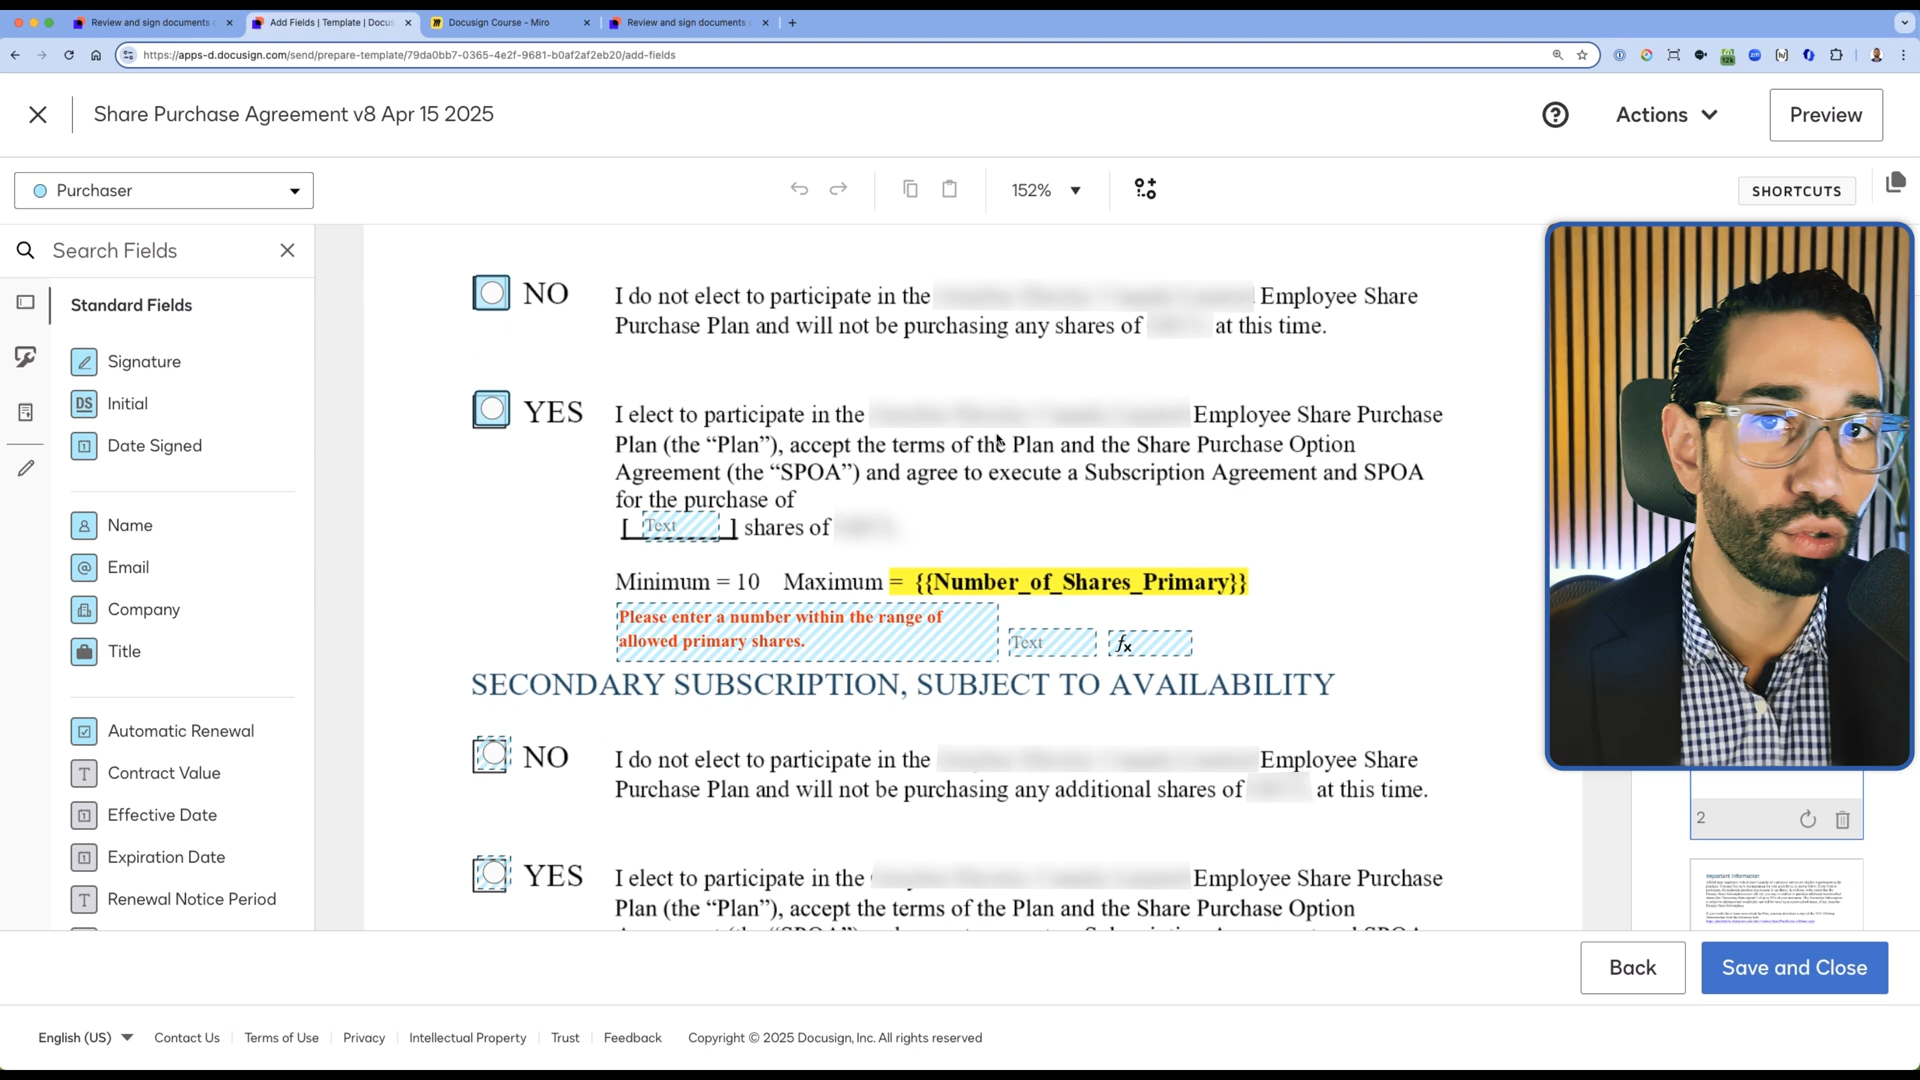 Review and sign documents
Add Fields | Template | Docus
Docusign Course - Miro
Review and sign documents
https://apps-d.docusign.com/send/prepare-template/79da0bb7-0365-4e2f-9681-b0af2af2eb20/add-fields
12k
Share Purchase Agreement v8 Apr 15 2025
Actions
Preview
Purchaser
152%
SHORTCUTS
Search Fields
Standard Fields
Signature
DS Initial
Date Signed
Name
Email
Company
Title
Automatic Renewal
Contract Value
Effective Date
Expiration Date
Renewal Notice Period
NO I do not elect to participate in the Employee Share
Purchase Plan and will not be purchasing any shares of at this time.
YES I elect to participate in the Employee Share Purchase
Plan (the “Plan”), accept the terms of the Plan and the Share Purchase Option
Agreement (the “SPOA”) and agree to execute a Subscription Agreement and SPOA
for the purchase of
[ Text ] shares of
Minimum = 10 Maximum = {{Number_of_Shares_Primary}}
Please enter a number within the range of
allowed primary shares.
Text
fx
SECONDARY SUBSCRIPTION, SUBJECT TO AVAILABILITY
NO I do not elect to participate in the Employee Share
Purchase Plan and will not be purchasing any additional shares of at this time.
YES I elect to participate in the Employee Share Purchase
Plan (the “Plan”), accept the terms of the Plan and the Share Purchase Option
2
Important Information
Back
Save and Close
English (US)
Contact Us
Terms of Use
Privacy
Intellectual Property
Trust
Feedback
Copyright © 2025 Docusign, Inc. All rights reserved